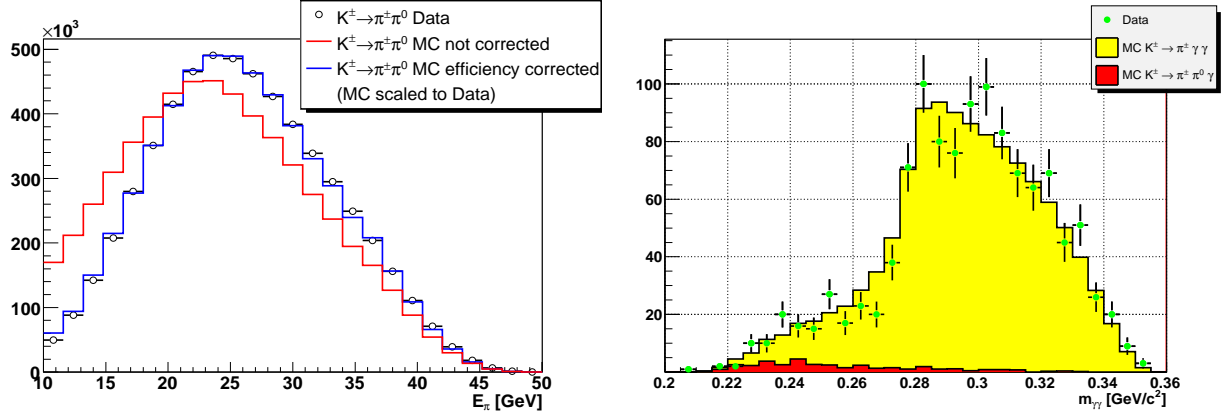 ×10³
500
400
300
200
100
0
10 15 20 25 30 35 40 45 50
E_π [GeV]
K^±→π^±π^0 Data
K^±→π^±π^0 MC not corrected
K^±→π^±π^0 MC efficiency corrected
(MC scaled to Data)
100
80
60
40
20
0.2 0.22 0.24 0.26 0.28 0.3 0.32 0.34 0.36
m_γγ [GeV/c²]
Data
MC K^± → π^± γ γ
MC K^± → π^± π^0 γ